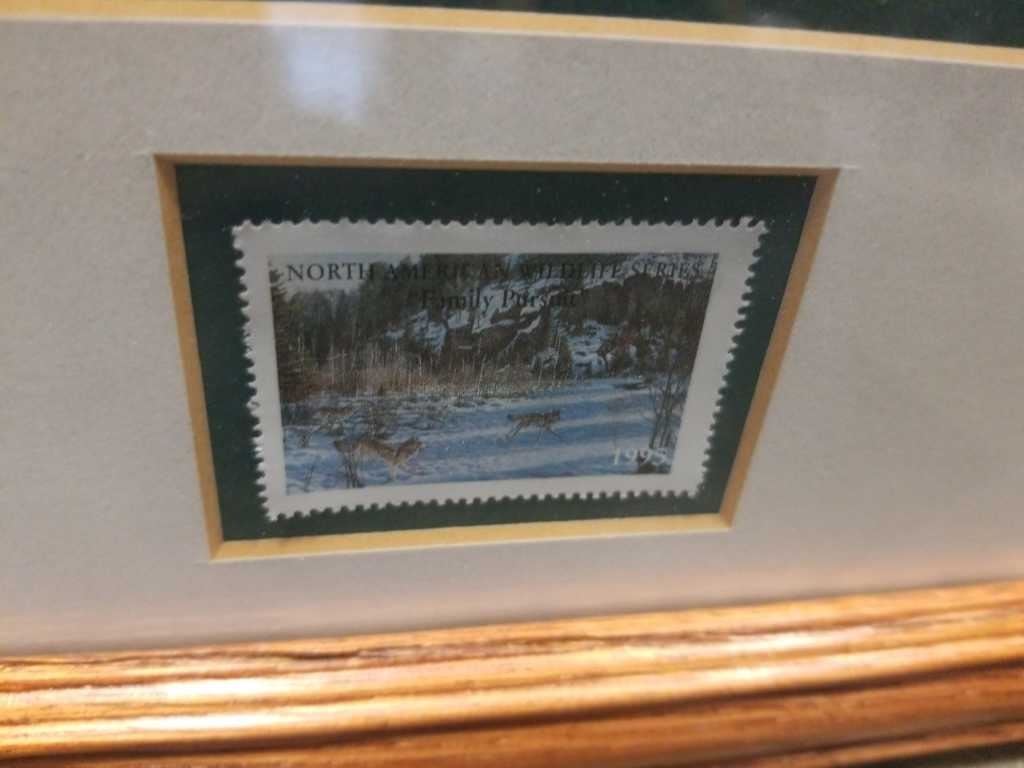 NORTH AMERICAN WILDLIFE SERIES
"Family Pursuit"
1995